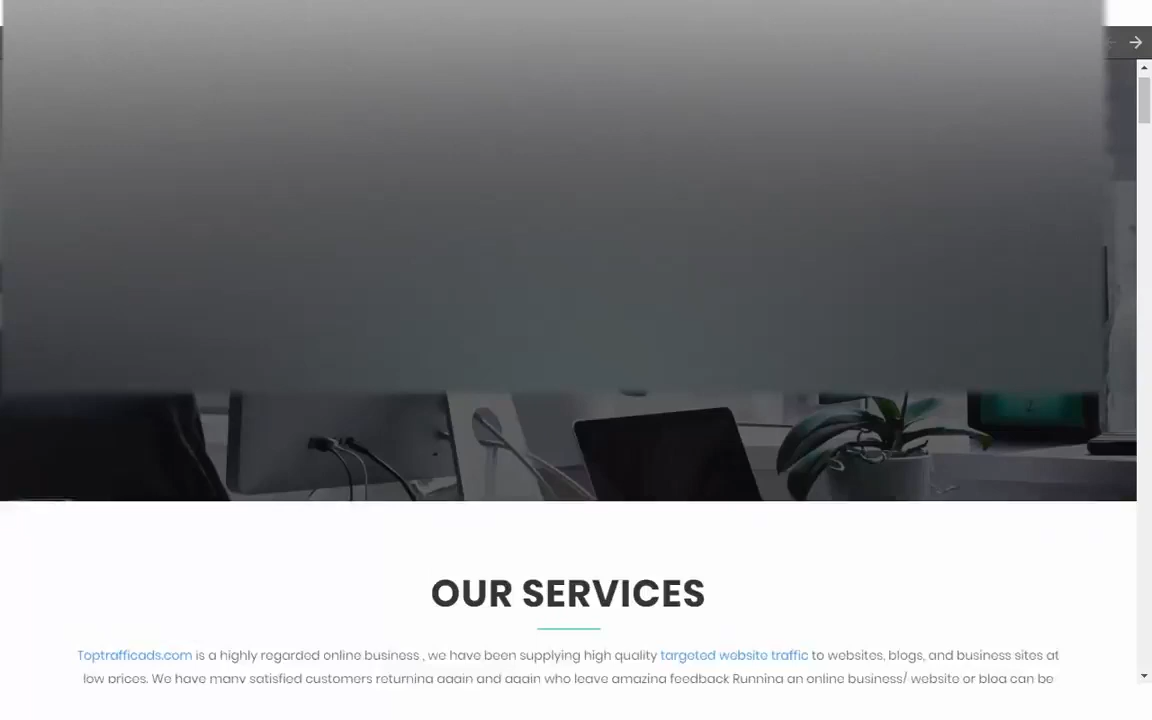 OUR SERVICES
Toptrafficads.com is a highly regarded online business , we have been supplying high quality targeted website traffic to websites, blogs, and business sites at
low prices. We have many satisfied customers returning again and again who leave amazing feedback Running an online business/ website or blog can be